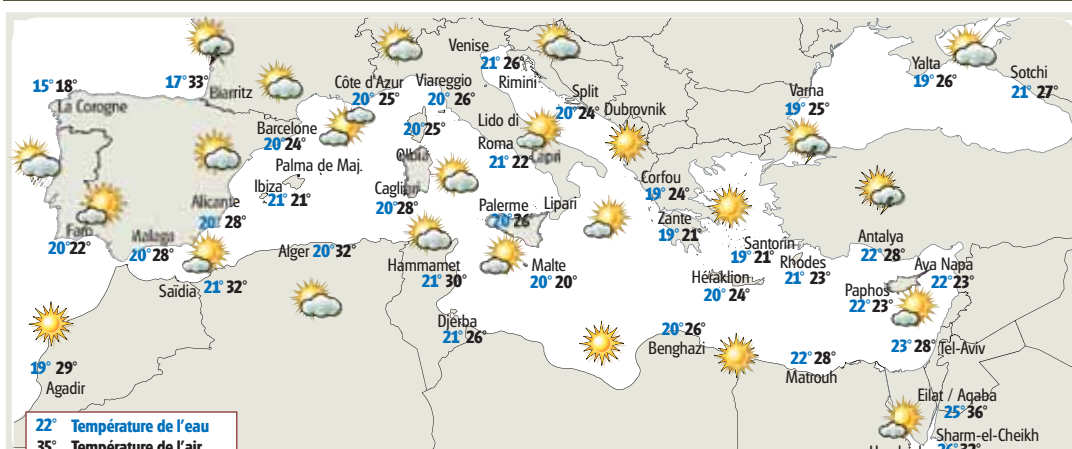 Venise
21° 26°
Rimini
Yalta
19° 26°
Sotchi
21° 27°
15° 18°
La Corogne
17° 33°
Biarritz
Côte d'Azur
20° 25°
Viareggio
20° 26°
Split
20° 24°
Dubrovnik
Varna
19° 25°
Barcelone
20° 24°
20° 25°
Olbia
Lido di
Roma
21° 22°
Capri
Palma de Maj.
Ibiza
21° 21°
Cagliari
20° 28°
Corfou
19° 24°
Alicante
20° 28°
Palerme
20° 26°
Lipari
Zante
19° 21°
Faro
20° 22°
Malaga
20° 28°
Alger 20° 32°
Santorin
19° 21°
Antalya
22° 28°
Hammamet
21° 30°
Malte
20° 20°
Rhodes
21° 23°
Aya Napa
22° 23°
Saïdia
21° 32°
Héraklion
20° 24°
Paphos
22° 23°
Djerba
21° 26°
20° 26°
Benghazi
23° 28°
Tel-Aviv
19° 29°
Agadir
22° 28°
Matrouh
Eilat / Aqaba
25° 36°
22° Température de l'eau
35° Température de l'air
Sharm-el-Cheikh
26° 32°